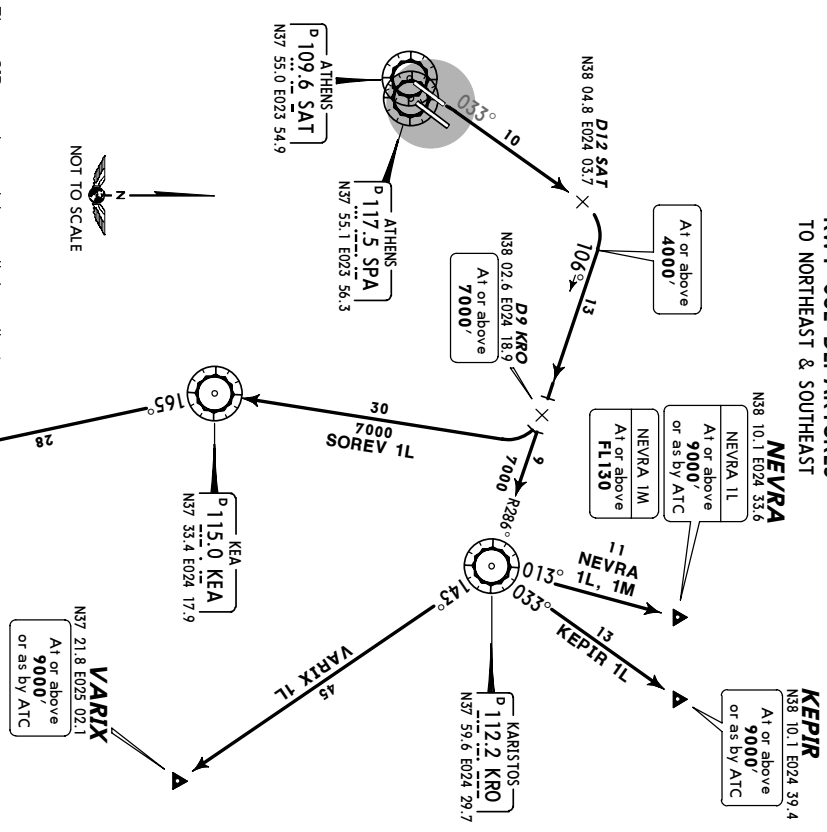 TO NORTHEAST & SOUTHEAST
NEVRA
N38 10.1 E024 33.6
NEVRA 1L
At or above
9000'
or as by ATC
NEVRA 1M
At or above
FL130
KEPIR
N38 10.1 E024 39.4
At or above
9000'
or as by ATC
At or above
4000'
D12 SAT
N38 04.8 E024 03.7
033°
10
106°
13
D9 KRO
N38 02.6 E024 18.9
At or above
7000'
ATHENS
D 109.6 SAT
N37 55.0 E023 54.9
ATHENS
D 117.5 SPA
N37 55.1 E023 56.3
9
7000
R286°
11
NEVRA
1L, 1M
013°
033°
13
KEPIR 1L
143°
KARISTOS
D 112.2 KRO
N37 59.6 E024 29.7
30
7000
SOREV 1L
165°
28
KEA
D 115.0 KEA
N37 33.4 E024 17.9
VARIX 1L
45
VARIX
N37 21.8 E025 02.1
At or above
9000'
or as by ATC
N
NOT TO SCALE